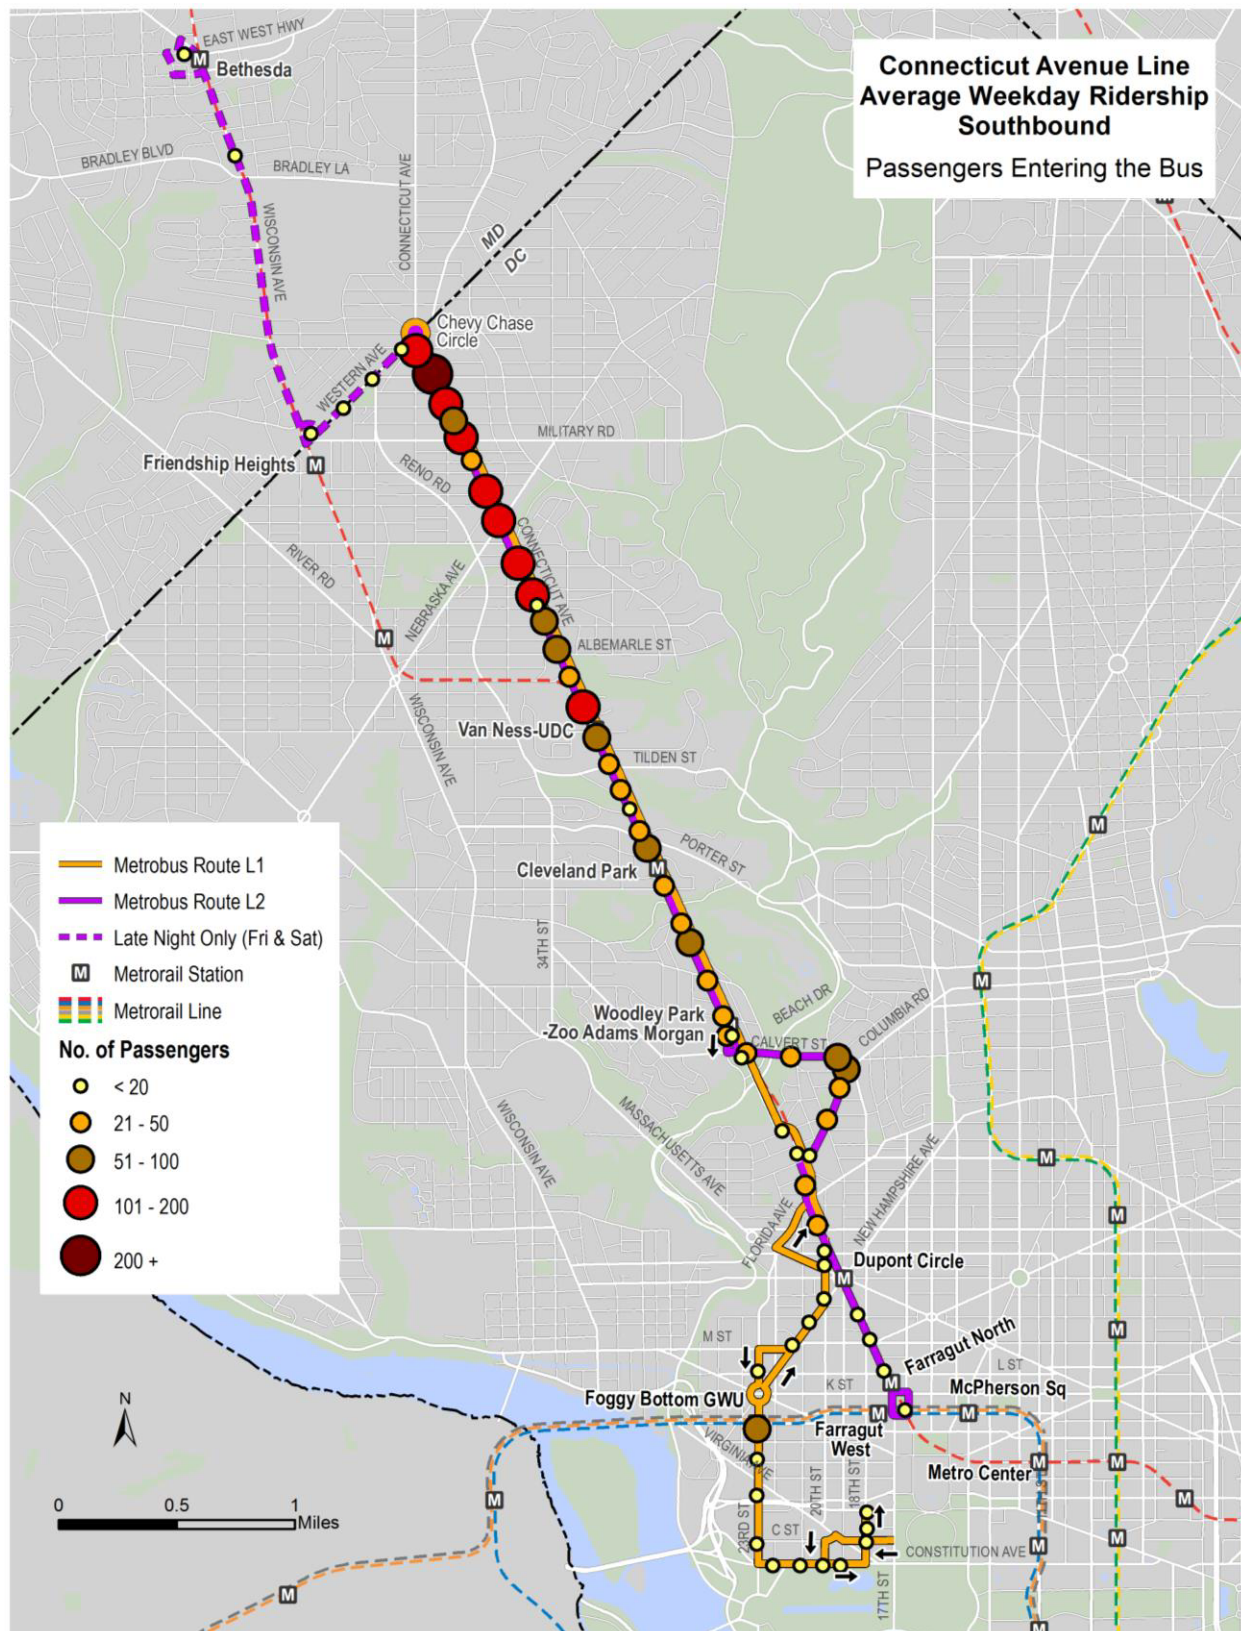 Connecticut Avenue Line
Average Weekday Ridership
Southbound
Passengers Entering the Bus
EAST WEST HWY
M
Bethesda
BRADLEY BLVD
BRADLEY LA
CONNECTICUT AVE
WISCONSIN AVE
MD
DC
M
Chevy Chase
Circle
WESTERN AVE
MILITARY RD
Friendship Heights
M
RENO RD
CONNECTICUT AVE
RIVER RD
NEBRASKA AVE
M
ALBEMARLE ST
WISCONSIN AVE
Van Ness-UDC
TILDEN ST
M
PORTER ST
Cleveland Park
M
34TH ST
M
BEACH DR
COLUMBIA RD
Woodley Park
-Zoo Adams Morgan
CALVERT ST
WISCONSIN AVE
MASSACHUSETTS AVE
M
NEW HAMPSHIRE AVE
M
FLORIDA AVE
Dupont Circle
M
M
M ST
Farragut North
M
L ST
K ST
McPherson Sq
Foggy Bottom GWU
M
M
Farragut
West
VIRGINIA AVE
Metro Center
M
M
20TH ST
18TH ST
M
M
23RD ST
C ST
CONSTITUTION AVE
M
M
17TH ST
M
M
Metrobus Route L1
Metrobus Route L2
Late Night Only (Fri & Sat)
M
Metrorail Station
Metrorail Line
No. of Passengers
< 20
21 - 50
51 - 100
101 - 200
200 +
N
0
0.5
1
Miles